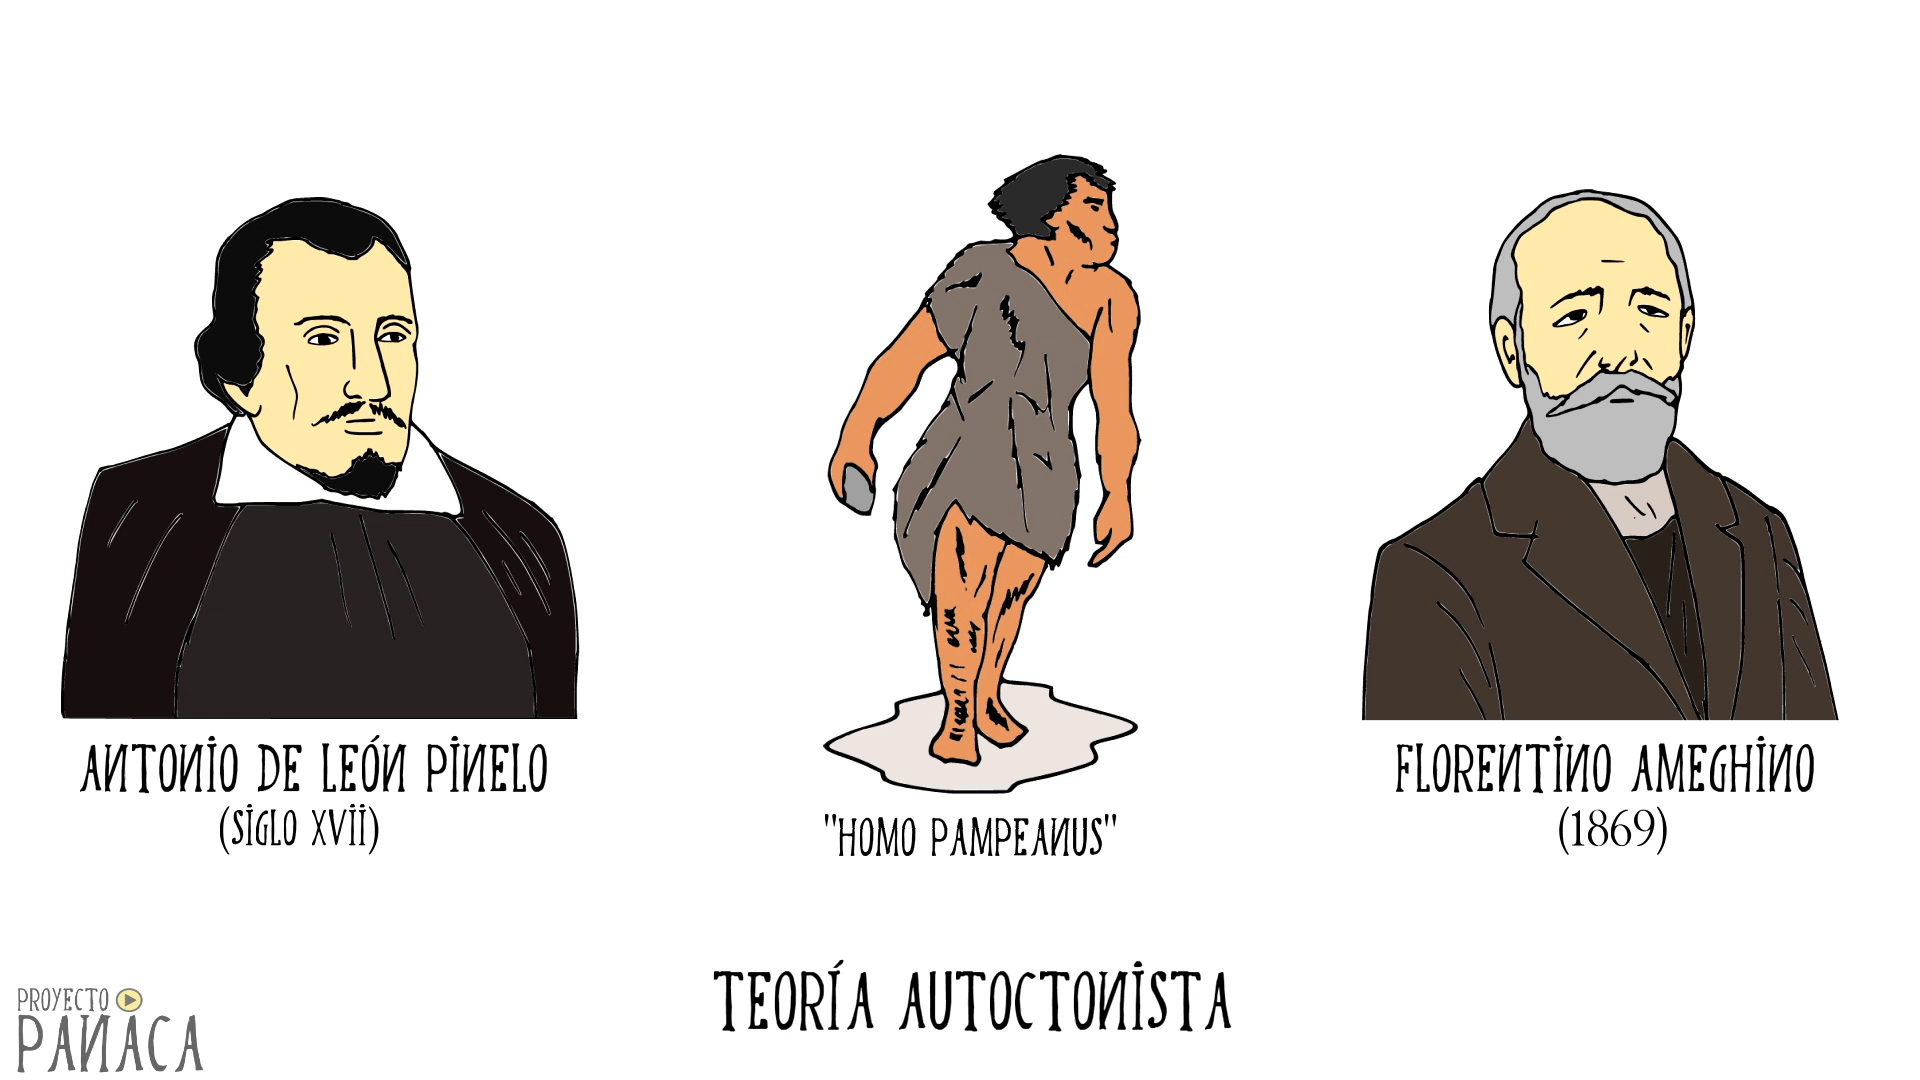 ANTONIO DE LEÓN PINELO
(SIGLO XVII)
"HOMO PAMPEANUS"
FLORENTINO AMEGHINO
(1869)
TEORÍA AUTOCTONISTA
PROYECTO
PANACA